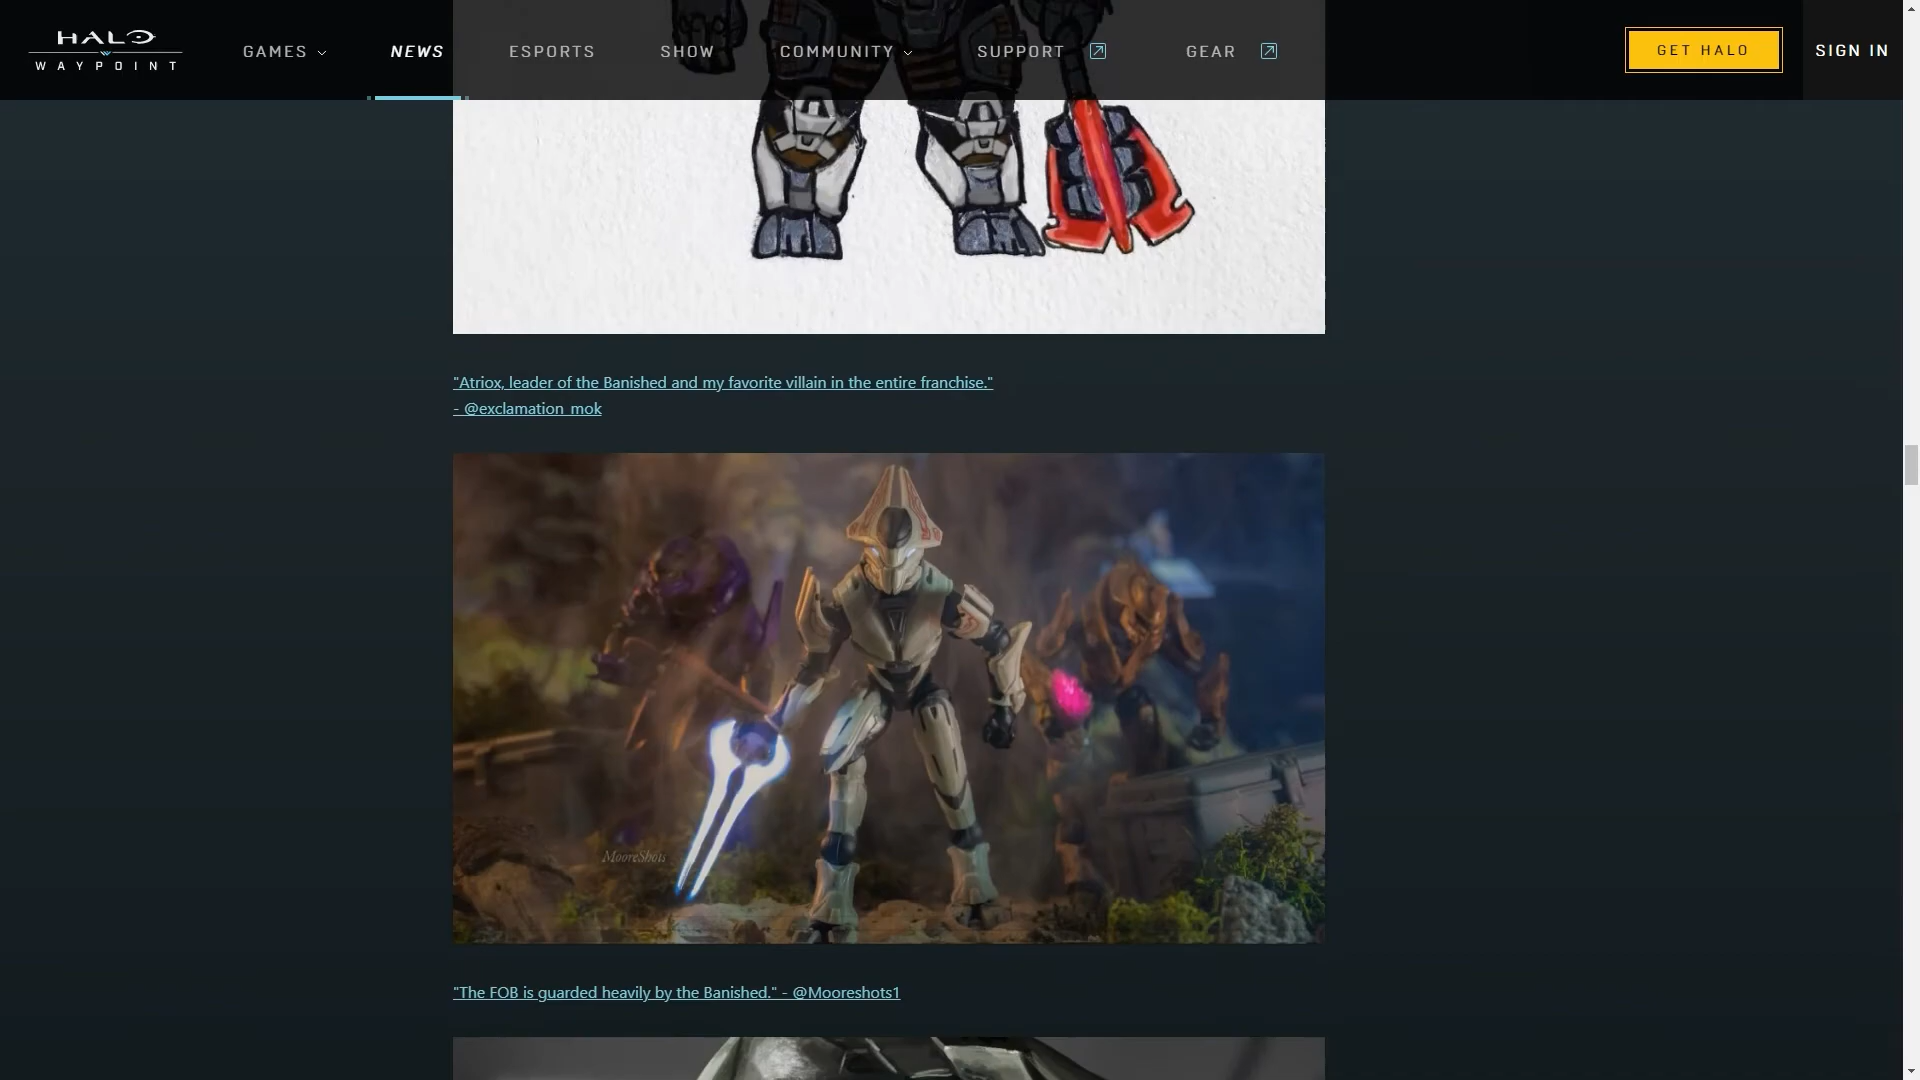 HALO
WAYPOINT
GAMES
NEWS
ESPORTS
SHOW
COMMUNITY
SUPPORT
GEAR
GET HALO
SIGN IN
"Atriox, leader of the Banished and my favorite villain in the entire franchise."
- @exclamation_mok
MooreShots
"The FOB is guarded heavily by the Banished." - @Mooreshots1